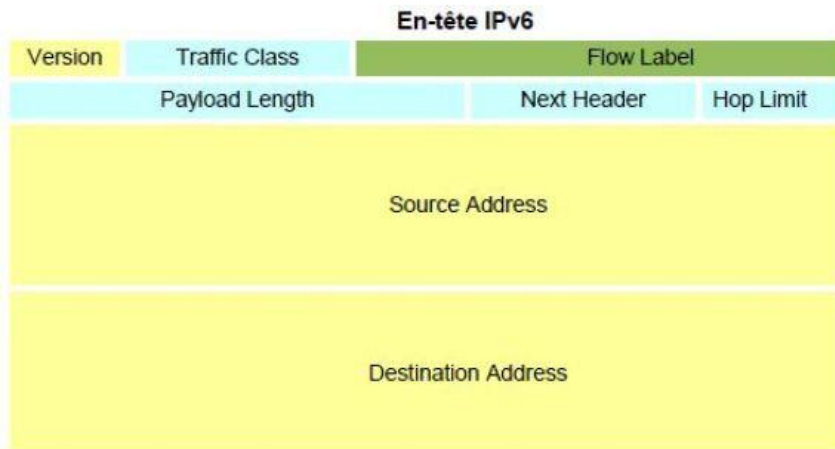 En-tête IPv6
Version Traffic Class Flow Label
Payload Length Next Header Hop Limit
Source Address
Destination Address